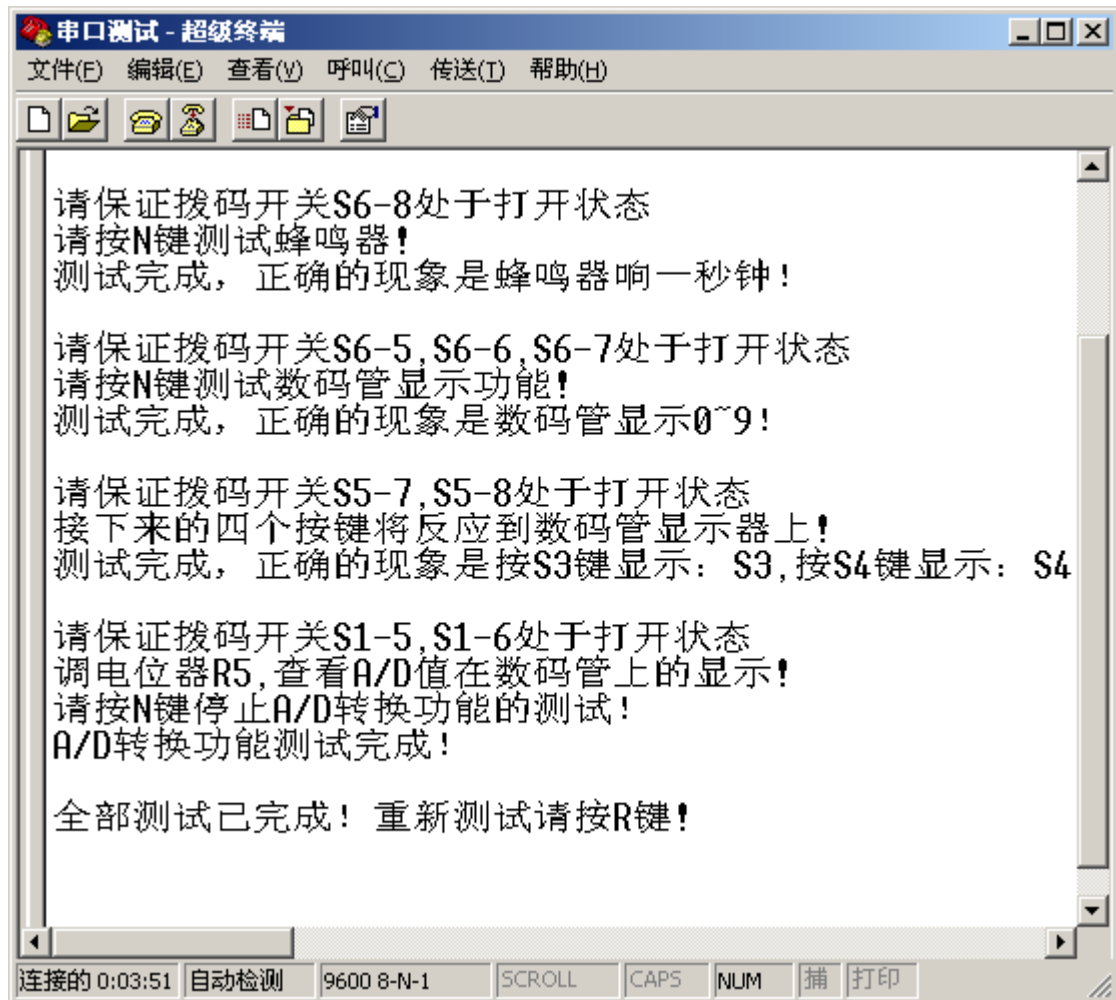 串口测试 - 超级终端
文件(F) 编辑(E) 查看(V) 呼叫(C) 传送(T) 帮助(H)
请保证拨码开关S6-8处于打开状态
请按N键测试蜂鸣器!
测试完成，正确的现象是蜂鸣器响一秒钟!
请保证拨码开关S6-5,S6-6,S6-7处于打开状态
请按N键测试数码管显示功能!
测试完成，正确的现象是数码管显示0~9!
请保证拨码开关S5-7,S5-8处于打开状态
接下来的四个按键将反应到数码管显示器上!
测试完成，正确的现象是按S3键显示：S3,按S4键显示：S4
请保证拨码开关S1-5,S1-6处于打开状态
调电位器R5,查看A/D值在数码管上的显示!
请按N键停止A/D转换功能的测试!
A/D转换功能测试完成!
全部测试已完成! 重新测试请按R键!
连接的 0:03:51 自动检测 9600 8-N-1 SCROLL CAPS NUM 捕 打印